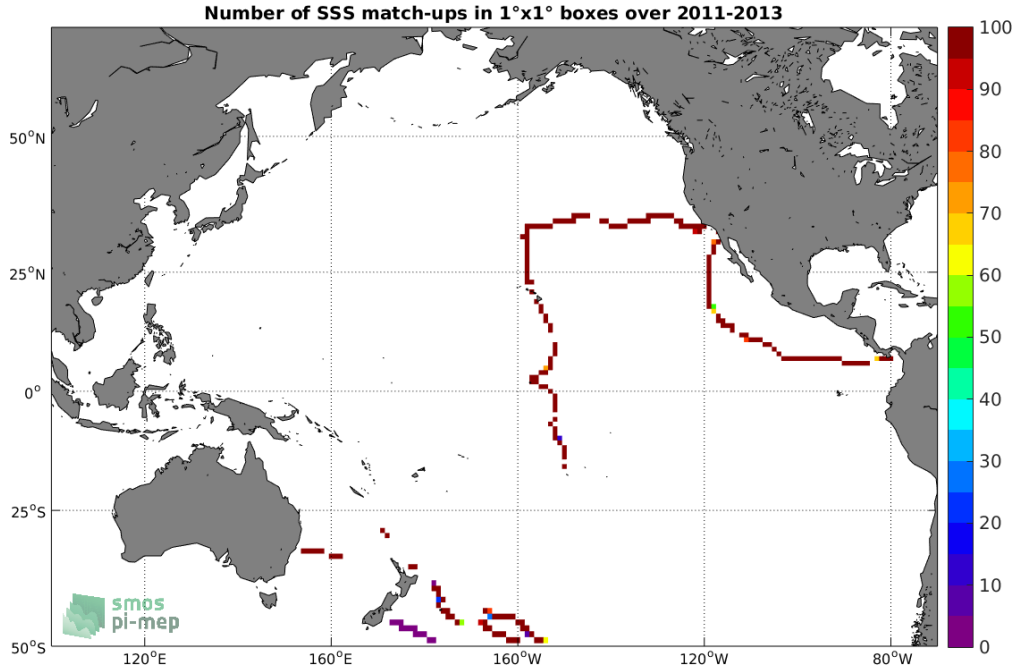 Number of SSS match-ups in 1°x1° boxes over 2011-2013
100
90
80
70
60
50
40
30
20
10
0
50°N
25°N
0°
25°S
50°S
120°E
160°E
160°W
120°W
80°W
smos
pi-mep